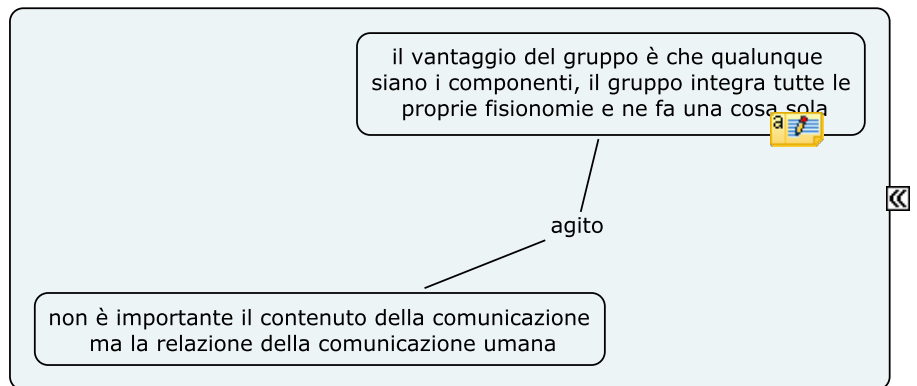 il vantaggio del gruppo è che qualunque
siano i componenti, il gruppo integra tutte le
proprie fisionomie e ne fa una cosa sola
a
agito
non è importante il contenuto della comunicazione
ma la relazione della comunicazione umana